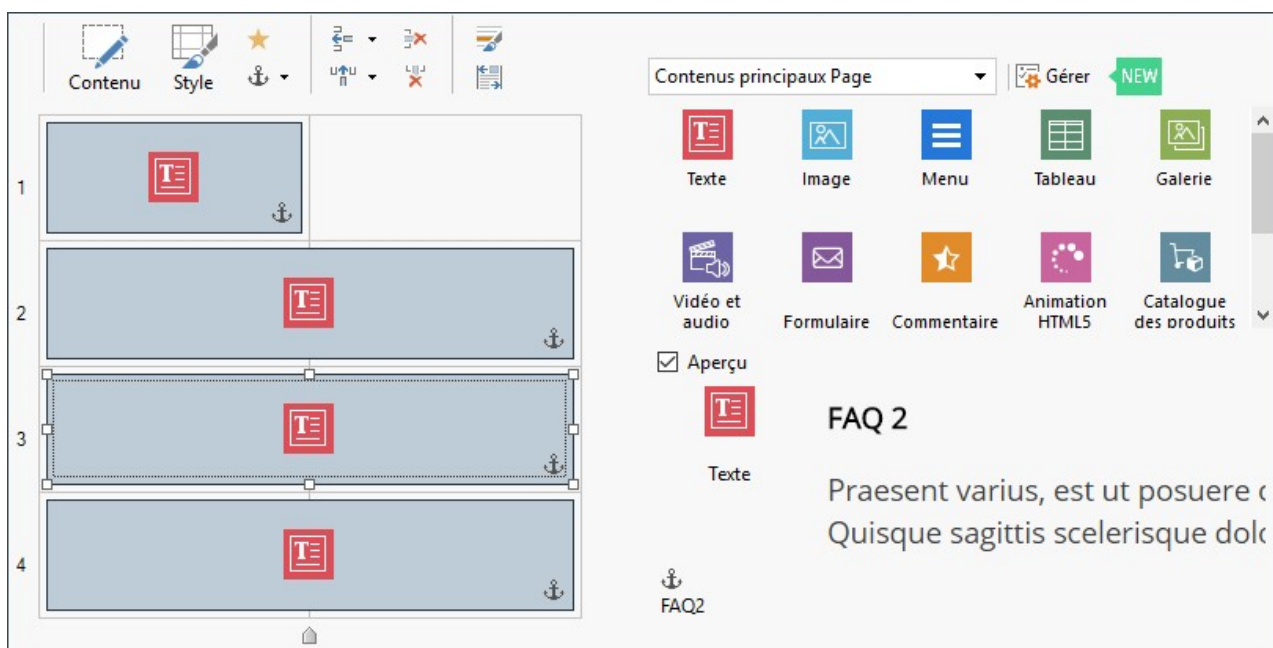 Contenu
Style
Contenus principaux Page
Gérer
NEW
1
2
3
4
Texte
Image
Menu
Tableau
Galerie
Vidéo et
audio
Formulaire
Commentaire
Animation
HTML5
Catalogue
des produits
Aperçu
Texte
FAQ 2
Praesent varius, est ut posuere
Quisque sagittis scelerisque
FAQ2